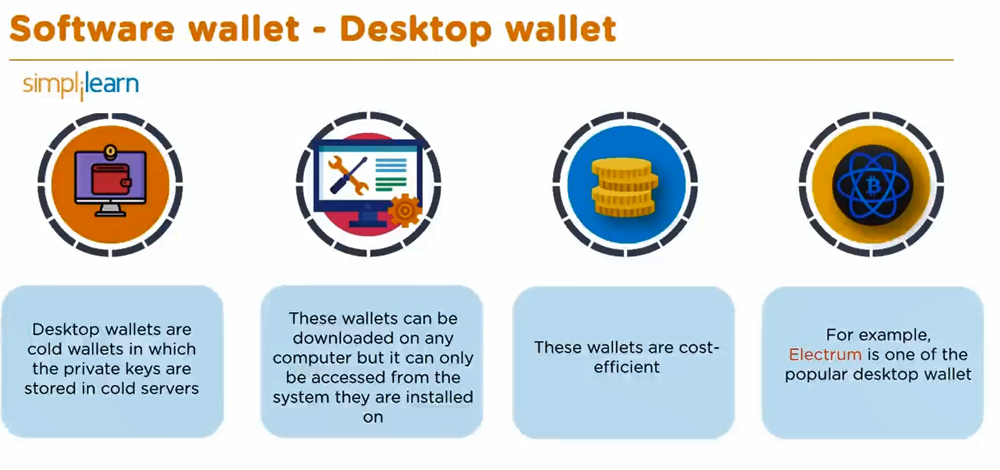 Software wallet - Desktop wallet
simplilearn
Desktop wallets are
cold wallets in which
the private keys are
stored in cold servers
These wallets can be
downloaded on any
computer but it can only
be accessed from the
system they are installed
on
These wallets are cost-
efficient
For example,
Electrum is one of the
popular desktop wallet